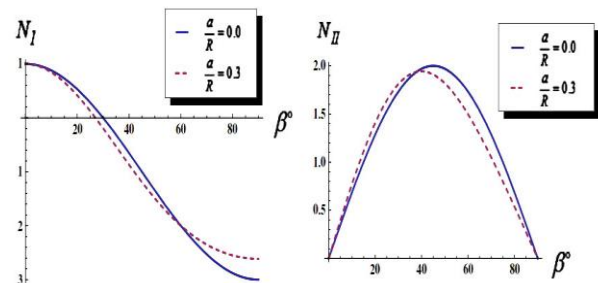 N_I
a/R = 0.0
a/R = 0.3
1
β°
20 40 60 80
1
2
3
N_II
a/R = 0.0
a/R = 0.3
2.0
1.5
1.0
0.5
20 40 60 80
β°